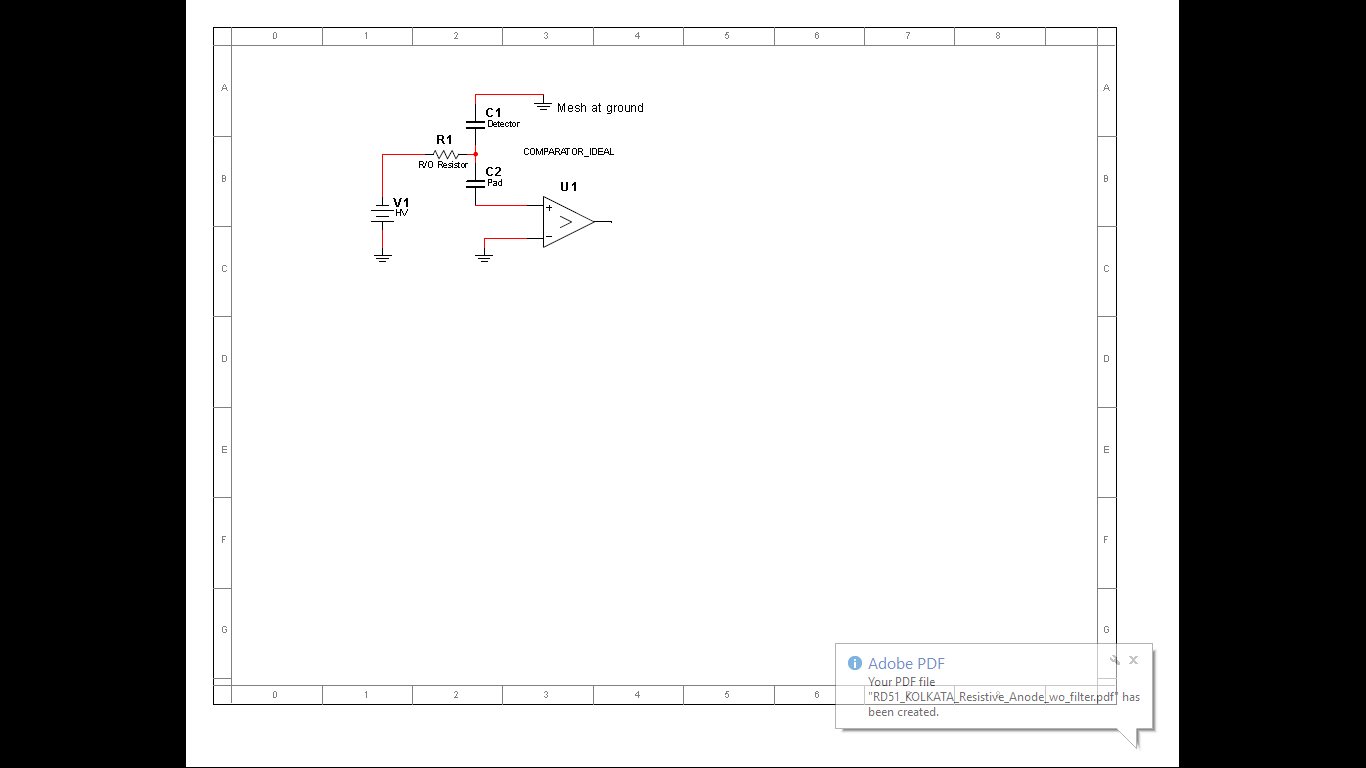 0 1 2 3 4 5 6 7 8
A A
Mesh at ground
C1
Detector
R1
COMPARATOR_IDEAL
R/O Resistor
C2
B B
Pad
U1
V1
HV
+
>
−
C C
D D
E E
F F
G G
Adobe PDF
Your PDF file
"RD51_KOLKATA_Resistive_Anode_wo_filter.pdf" has
been created.
0 1 2 3 4 5 6